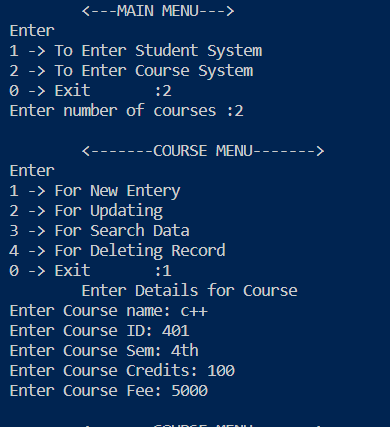 <---MAIN MENU--->
Enter
1 -> To Enter Student System
2 -> To Enter Course System
0 -> Exit :2
Enter number of courses :2
<-------COURSE MENU------->
Enter
1 -> For New Entery
2 -> For Updating
3 -> For Search Data
4 -> For Deleting Record
0 -> Exit :1
Enter Details for Course
Enter Course name: c++
Enter Course ID: 401
Enter Course Sem: 4th
Enter Course Credits: 100
Enter Course Fee: 5000